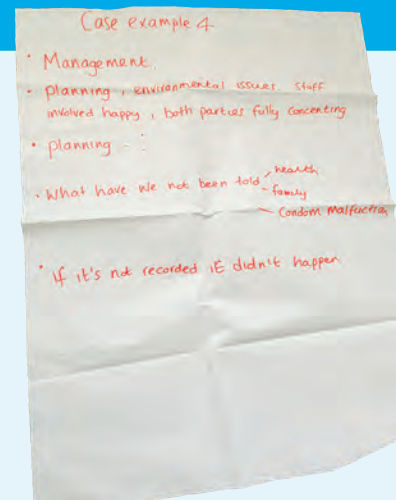 Case example 4
• Management.
• Planning, environmental issues. staff
involved happy, both parties fully concenting
• planning - :
health
• What have we not been told - family
Condom malfuction
• If it's not recorded it didn't happen